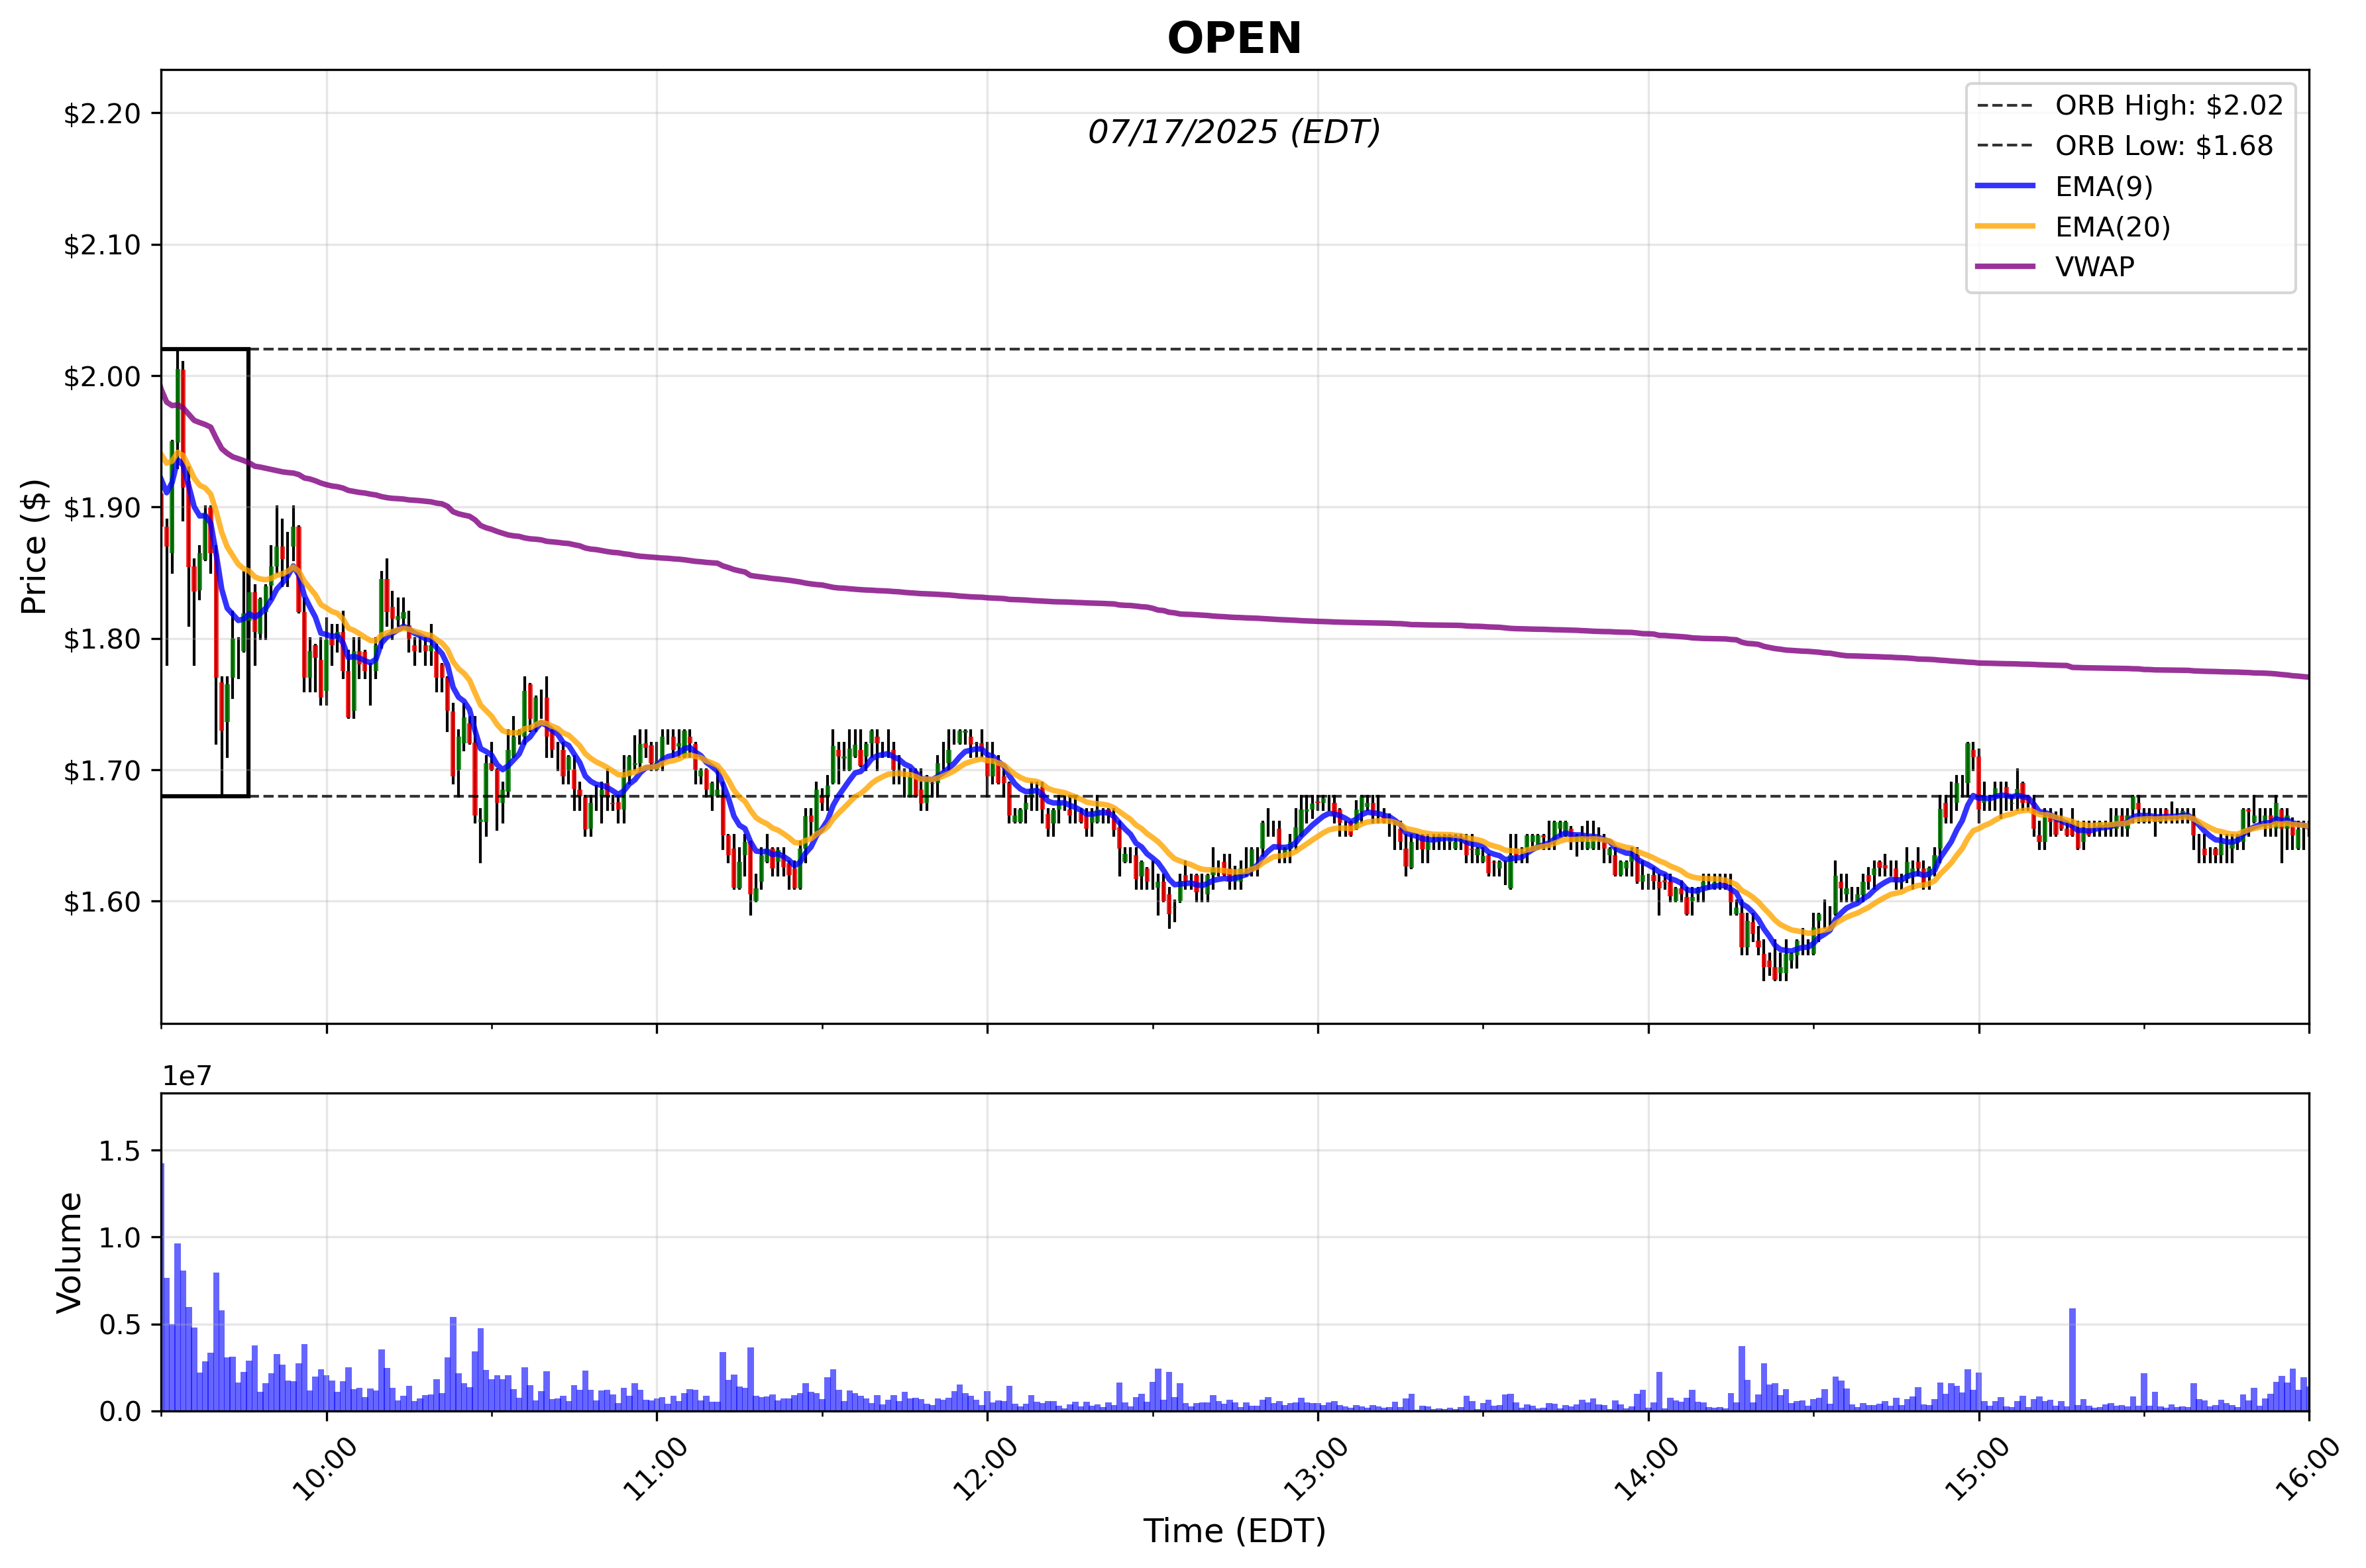 OPEN
07/17/2025 (EDT)
ORB High: $2.02
ORB Low: $1.68
EMA(9)
EMA(20)
VWAP
Price ($)
$2.20
$2.10
$2.00
$1.90
$1.80
$1.70
$1.60
1e7
Volume
1.5
1.0
0.5
0.0
10:00
11:00
12:00
13:00
14:00
15:00
16:00
Time (EDT)